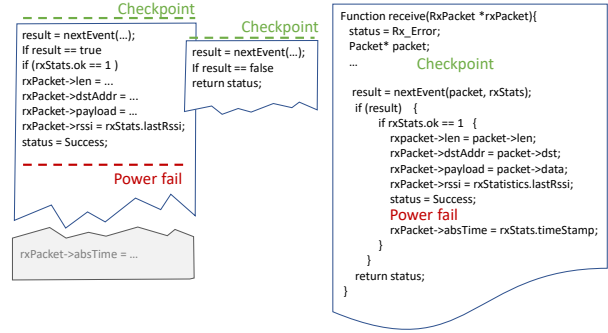 Checkpoint
result = nextEvent(...);
If result == true
if (rxStats.ok == 1 )
rxPacket->len = ...
rxPacket->dstAddr = ...
rxPacket->payload = ...
rxPacket->rssi = rxStats.lastRssi;
status = Success;
Power fail
rxPacket->absTime = ...
Checkpoint
result = nextEvent(...);
If result == false
return status;
Function receive(RxPacket *rxPacket){
status = Rx_Error;
Packet* packet;
...
Checkpoint
result = nextEvent(packet, rxStats);
if (result) {
if rxStats.ok == 1 {
rxpacket->len = packet->len;
rxPacket->dstAddr = packet->dst;
rxPacket->payload = packet->data;
rxPacket->rssi = rxStatistics.lastRssi;
status = Success;
Power fail
rxPacket->absTime = rxStats.timeStamp;
}
}
return status;
}